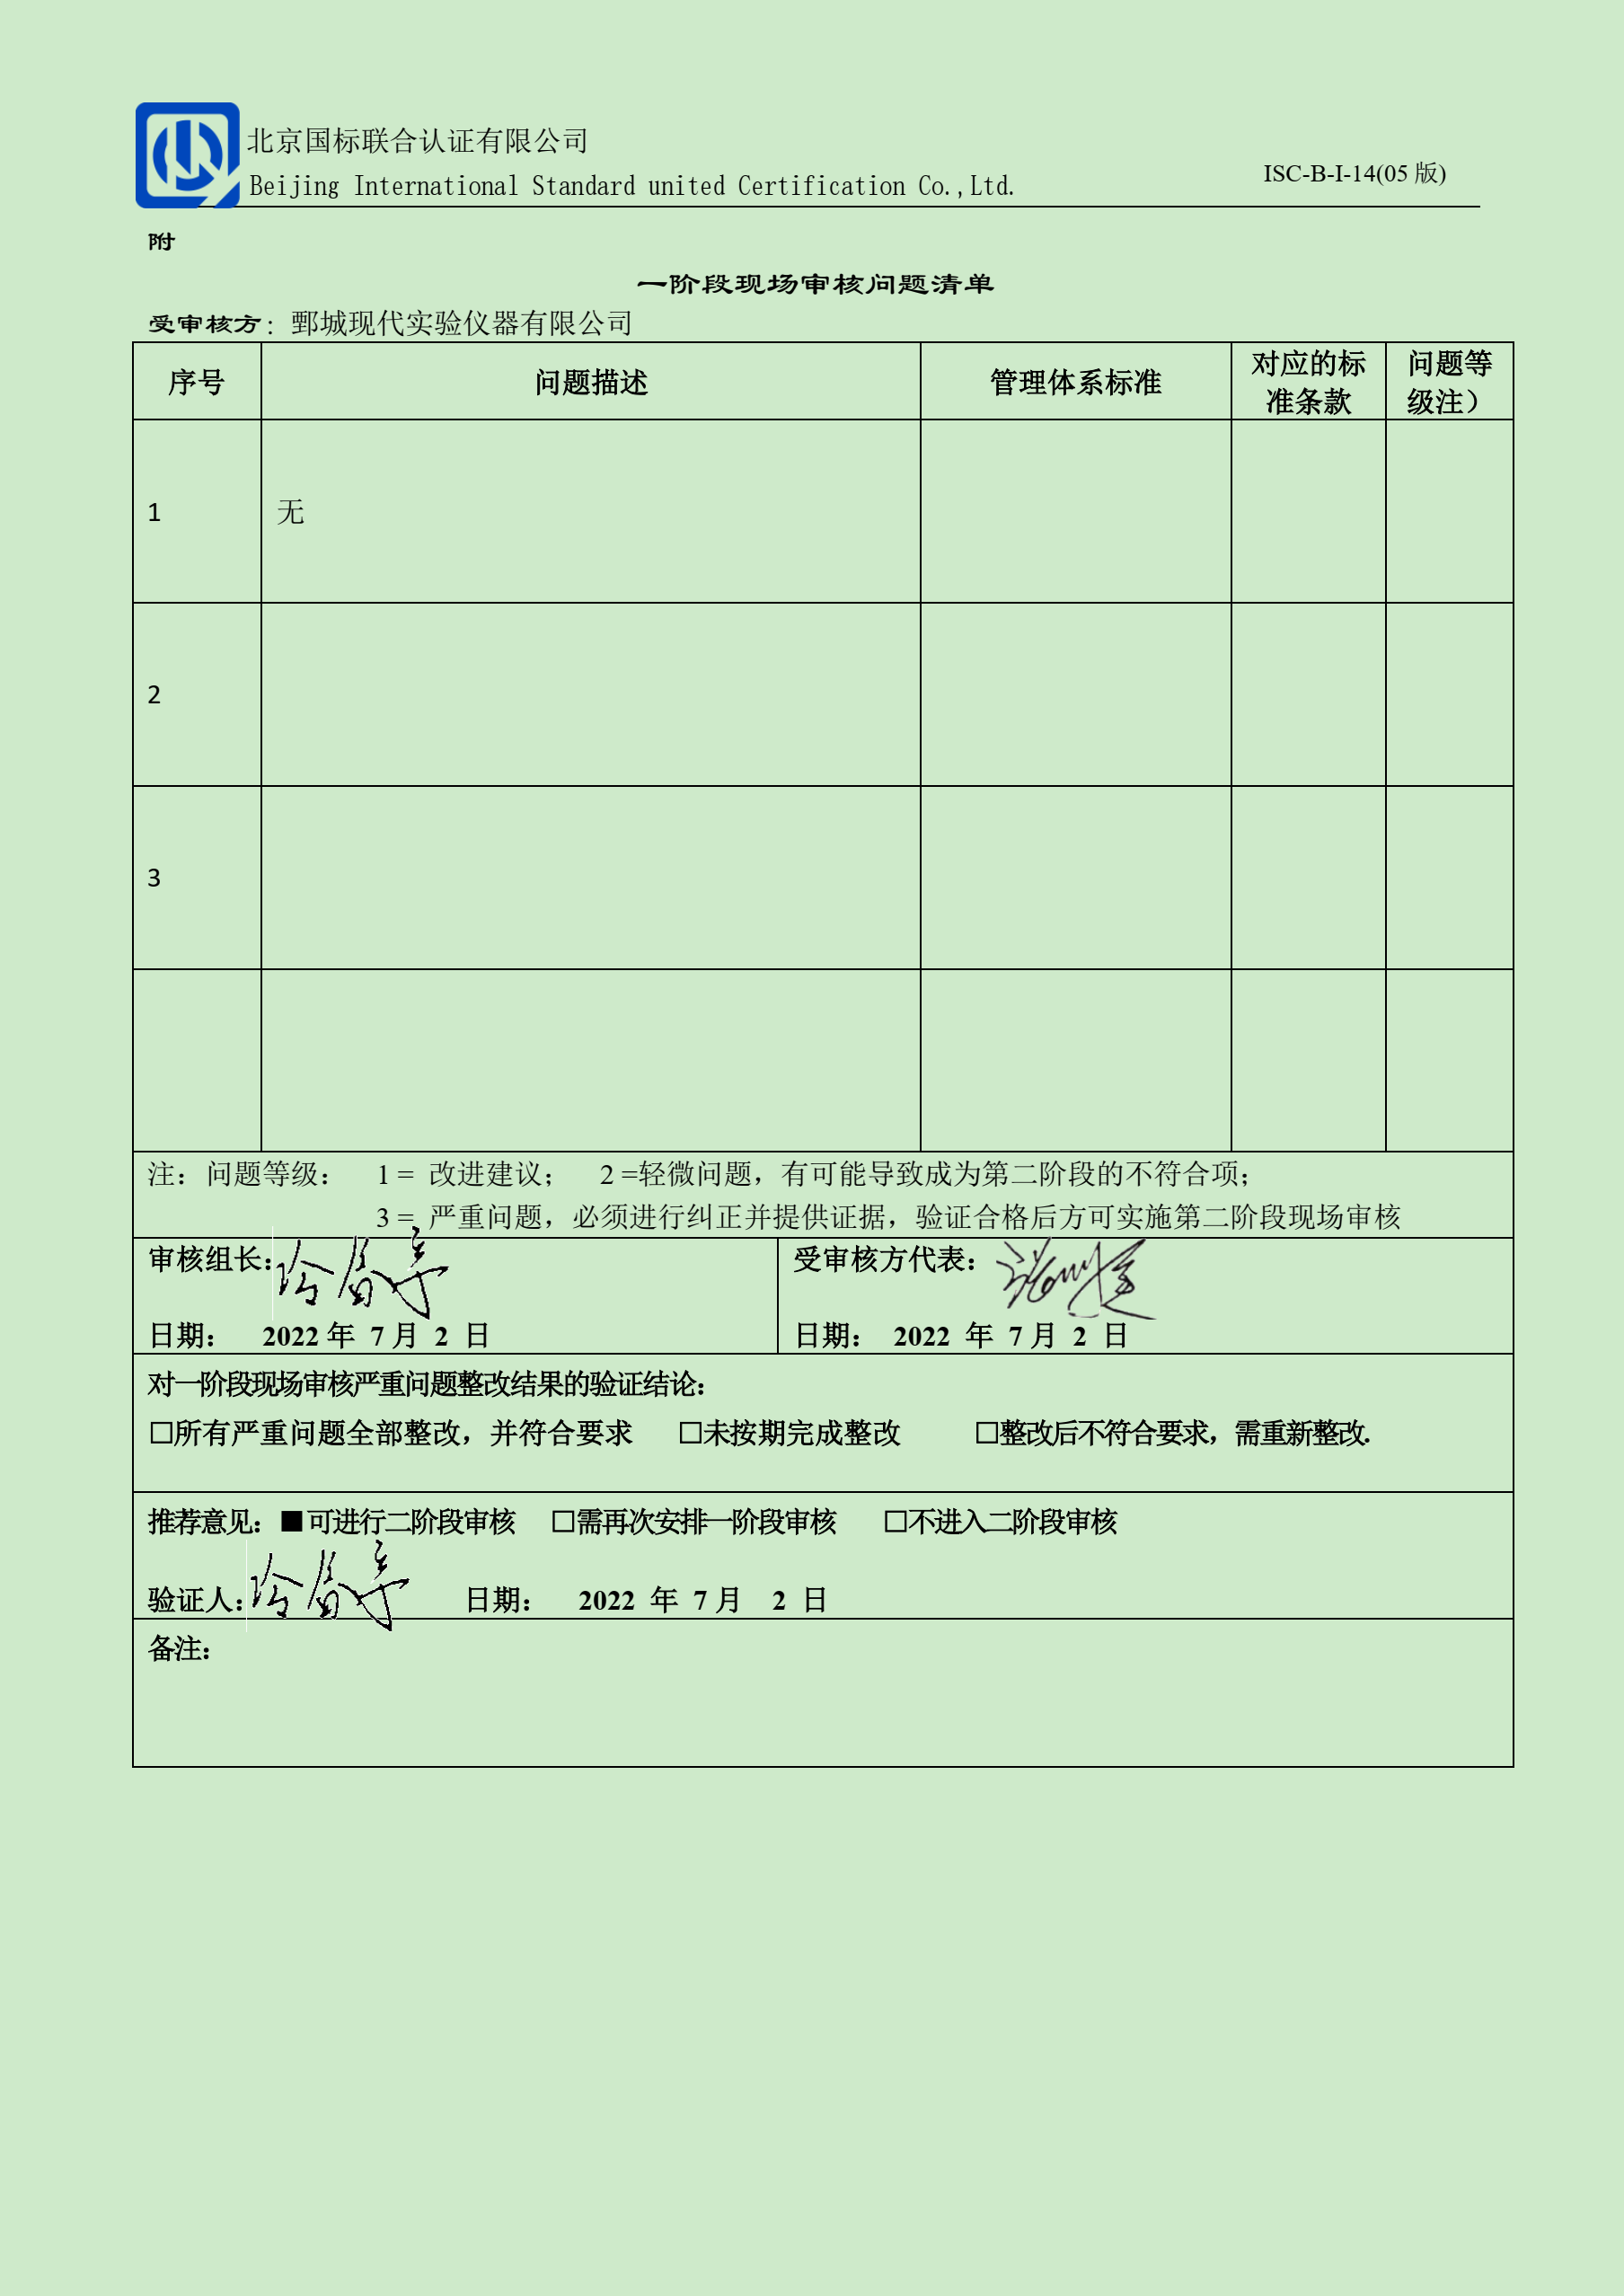 北京国标联合认证有限公司
Beijing International Standard united Certification Co.,Ltd.
ISC-B-I-14(05 版)
附
一阶段现场审核问题清单
受审核方：鄄城现代实验仪器有限公司
序号 问题描述 管理体系标准 对应的标准条款 问题等级注）
1 无
2
3
注：问题等级： 1 = 改进建议； 2 =轻微问题，有可能导致成为第二阶段的不符合项；
3 = 严重问题，必须进行纠正并提供证据，验证合格后方可实施第二阶段现场审核
审核组长： 受审核方代表：
日期： 2022 年 7 月 2 日 日期： 2022 年 7 月 2 日
对一阶段现场审核严重问题整改结果的验证结论：
□所有严重问题全部整改，并符合要求 □未按期完成整改 □整改后不符合要求，需重新整改.
推荐意见：■可进行二阶段审核 □需再次安排一阶段审核 □不进入二阶段审核
验证人： 日期： 2022 年 7 月 2 日
备注：